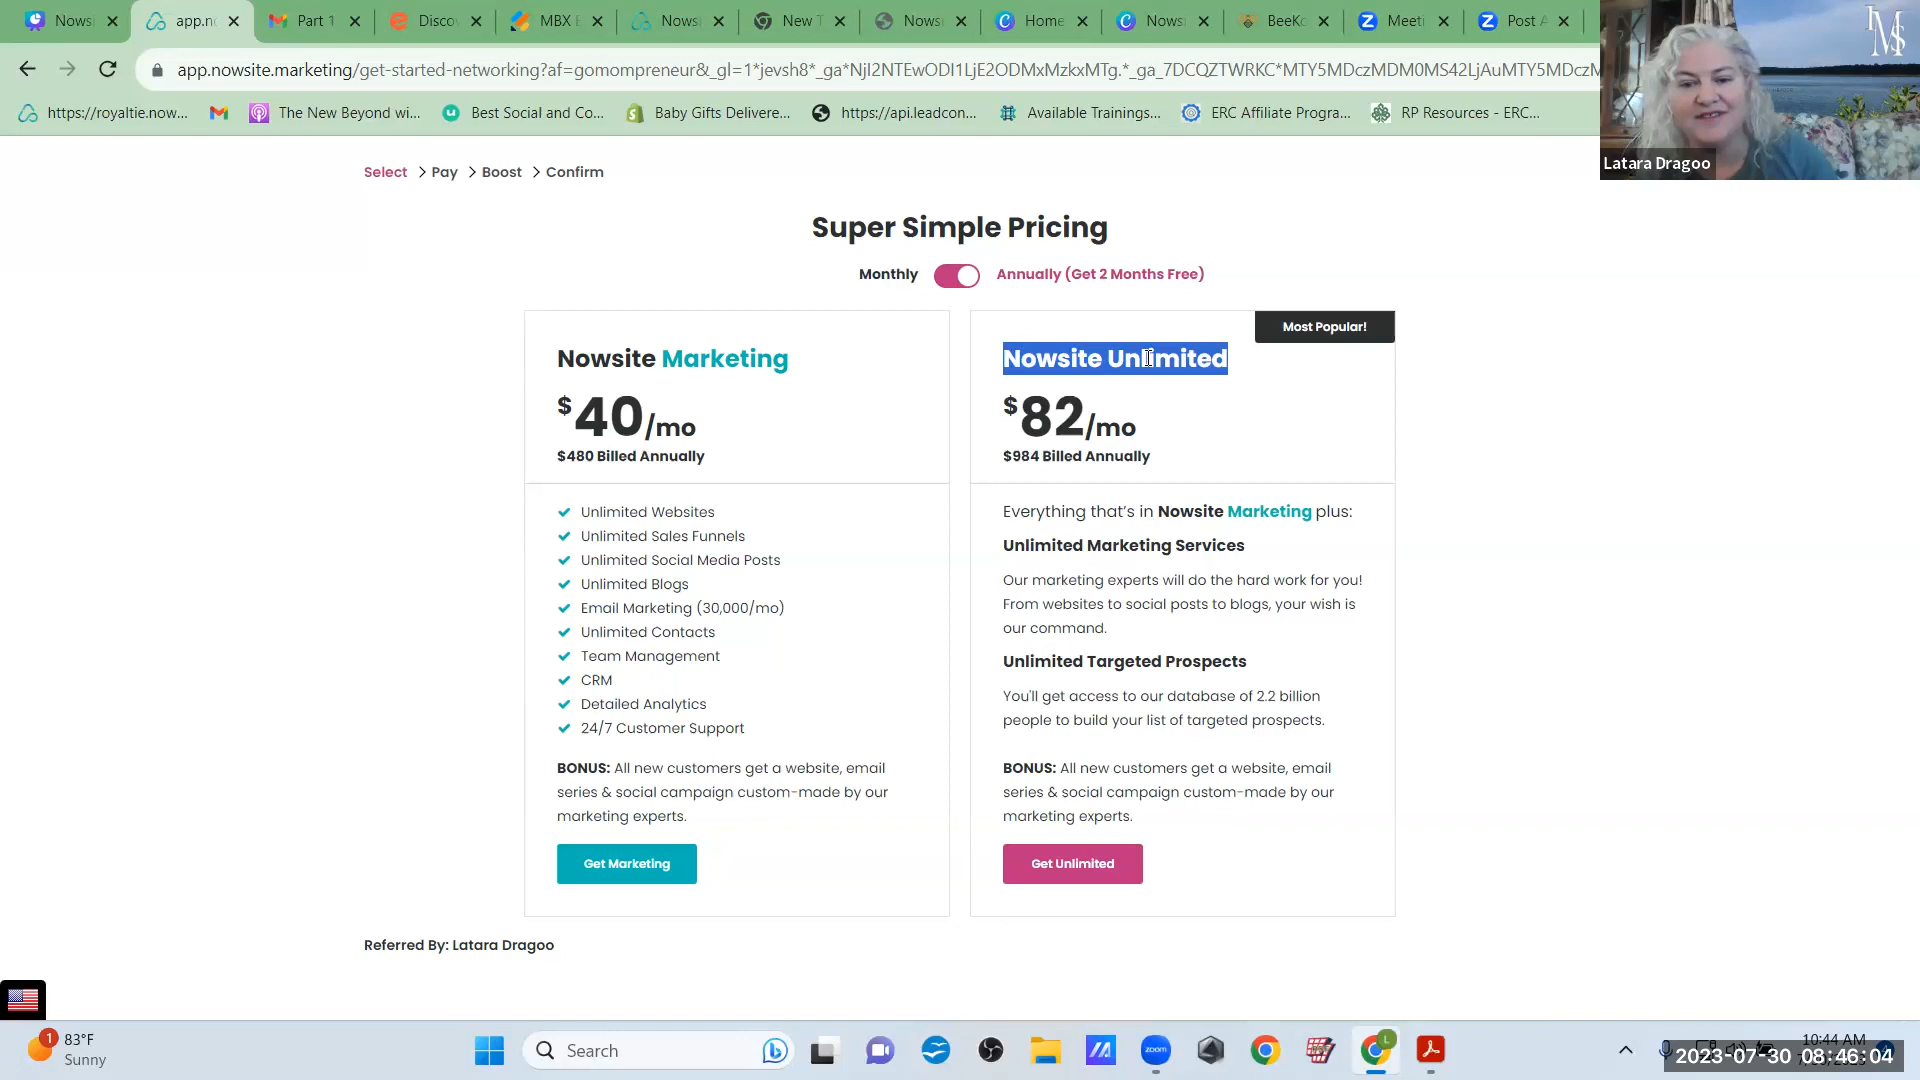 Nows
app.n
Part 1
Disco
MBX E
Nows
New T
Nows
Home
Nows
BeeKo
Meeti
Post A
app.nowsite.marketing/get-started-networking?af=gomompreneur&_gl=1*jevsh8*_ga*NjI2NTEwODI1LjE2ODMxMzkxMTg.*_ga_7DCQZTWRKC*MTY5MDczMDM0MS42LjAuMTY5MDczM
https://royaltie.now...
The New Beyond wi...
Best Social and Co...
Baby Gifts Delivere...
https://api.leadcon...
Available Trainings...
ERC Affiliate Progra...
RP Resources - ERC...
LMS
Latara Dragoo
Select > Pay > Boost > Confirm
Super Simple Pricing
Monthly Annually (Get 2 Months Free)
Nowsite Marketing
$40/mo
$480 Billed Annually
Unlimited Websites
Unlimited Sales Funnels
Unlimited Social Media Posts
Unlimited Blogs
Email Marketing (30,000/mo)
Unlimited Contacts
Team Management
CRM
Detailed Analytics
24/7 Customer Support
BONUS: All new customers get a website, email
series & social campaign custom-made by our
marketing experts.
Get Marketing
Most Popular!
Nowsite Unlimited
$82/mo
$984 Billed Annually
Everything that's in Nowsite Marketing plus:
Unlimited Marketing Services
Our marketing experts will do the hard work for you!
From websites to social posts to blogs, your wish is
our command.
Unlimited Targeted Prospects
You'll get access to our database of 2.2 billion
people to build your list of targeted prospects.
BONUS: All new customers get a website, email
series & social campaign custom-made by our
marketing experts.
Get Unlimited
Referred By: Latara Dragoo
1
83°F
Sunny
Search
zoom
L
10:44 AM
2023-07-30 08:46:04